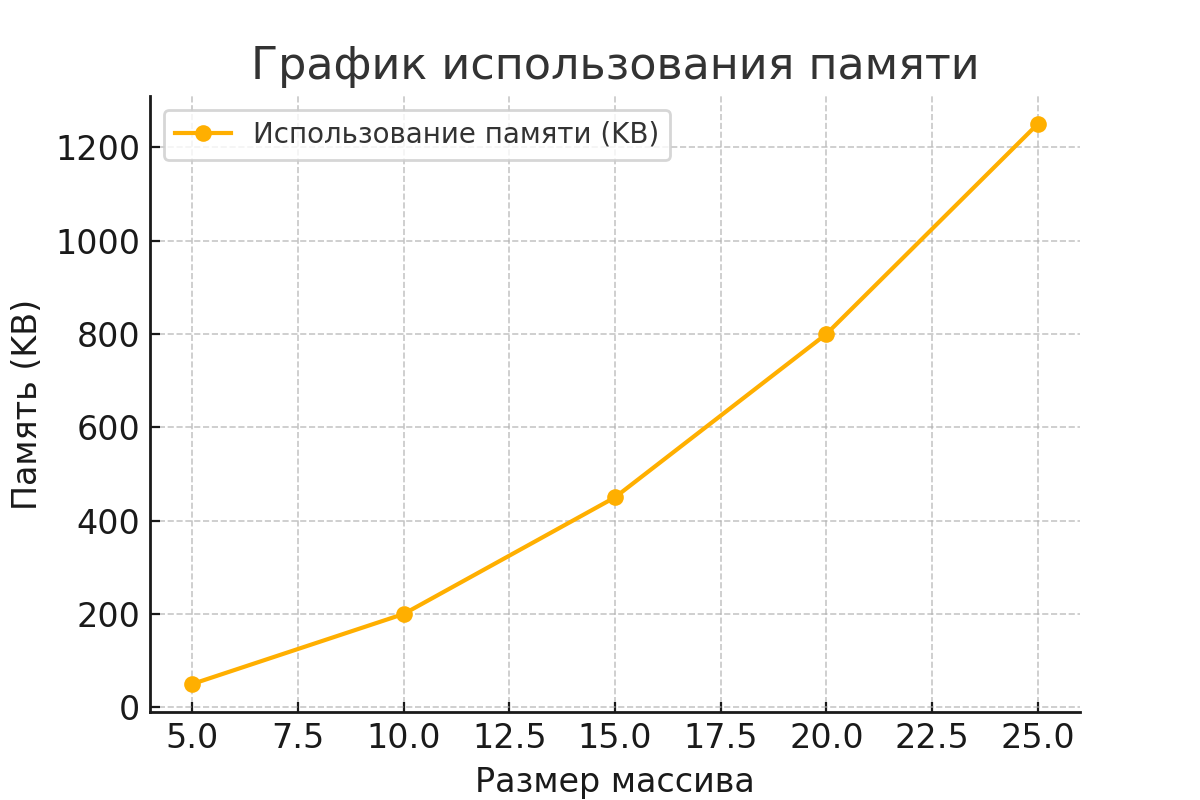 График использования памяти
Использование памяти (KB)
1200
1000
800
600
400
200
0
Память (KB)
5.0 7.5 10.0 12.5 15.0 17.5 20.0 22.5 25.0
Размер массива